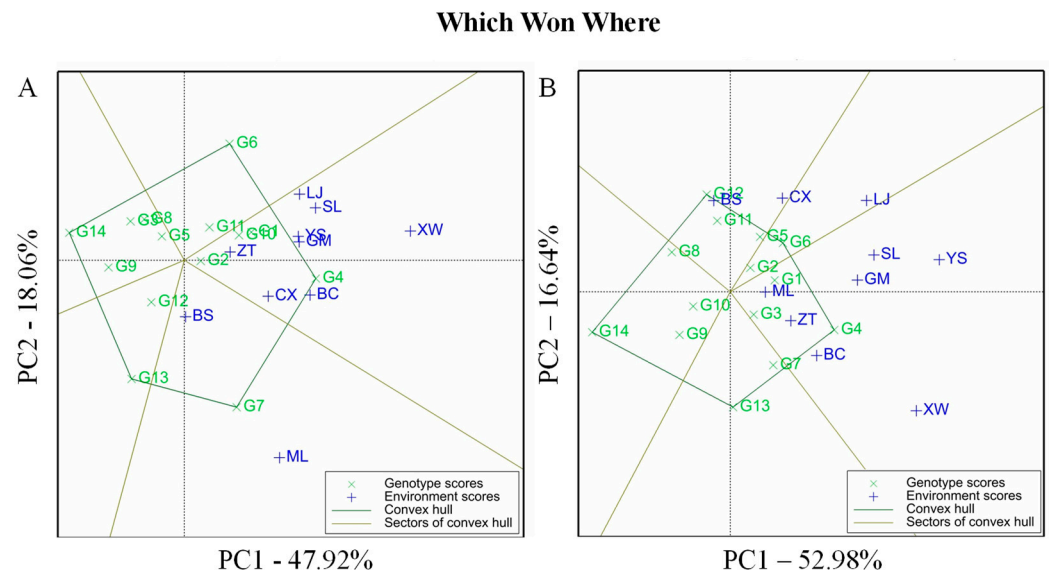 Which Won Where
A
B
G6
LJ
SL
G3
G8
G11
G1
G10
YS
GM
XW
G14
G5
ZT
G9
G2
G4
G12
CX
BC
BS
G13
G7
ML
PC2 - 18.06%
Genotype scores
Environment scores
Convex hull
Sectors of convex hull
PC1 - 47.92%
G12
BS
CX
LJ
G11
G5
G6
G8
SL
YS
G2
G1
GM
ML
G10
G3
ZT
G14
G9
G4
BC
G7
G13
XW
PC2 – 16.64%
Genotype scores
Environment scores
Convex hull
Sectors of convex hull
PC1 – 52.98%